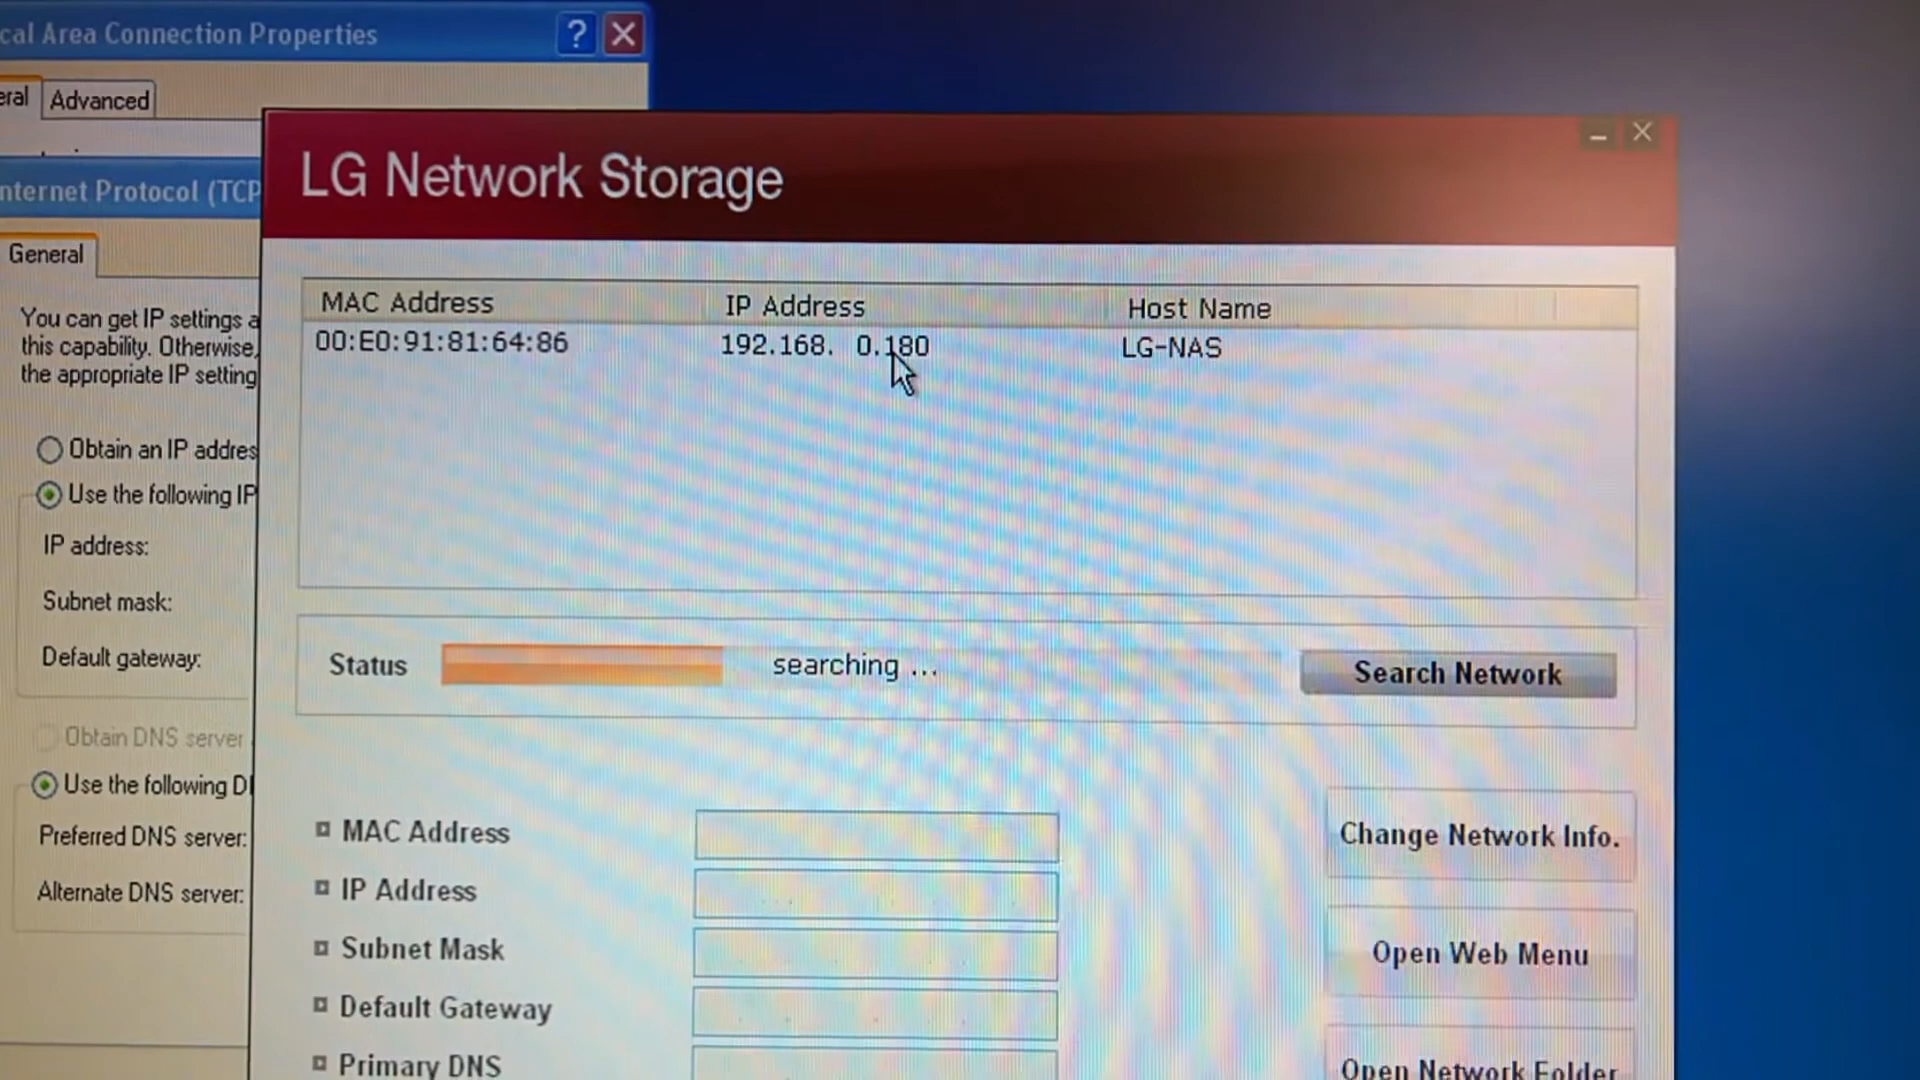 cal Area Connection Properties
eral Advanced
nternet Protocol (TCP
General
You can get IP settings a
this capability. Otherwise,
the appropriate IP setting
Obtain an IP addres
Use the following IP
IP address:
Subnet mask:
Default gateway:
Obtain DNS server
Use the following D
Preferred DNS server:
Alternate DNS server:
LG Network Storage
MAC Address IP Address Host Name
00:E0:91:81:64:86 192.168. 0.180 LG-NAS
Status searching ... Search Network
MAC Address
IP Address
Subnet Mask
Default Gateway
Primary DNS
Change Network Info.
Open Web Menu
Open Network Folder